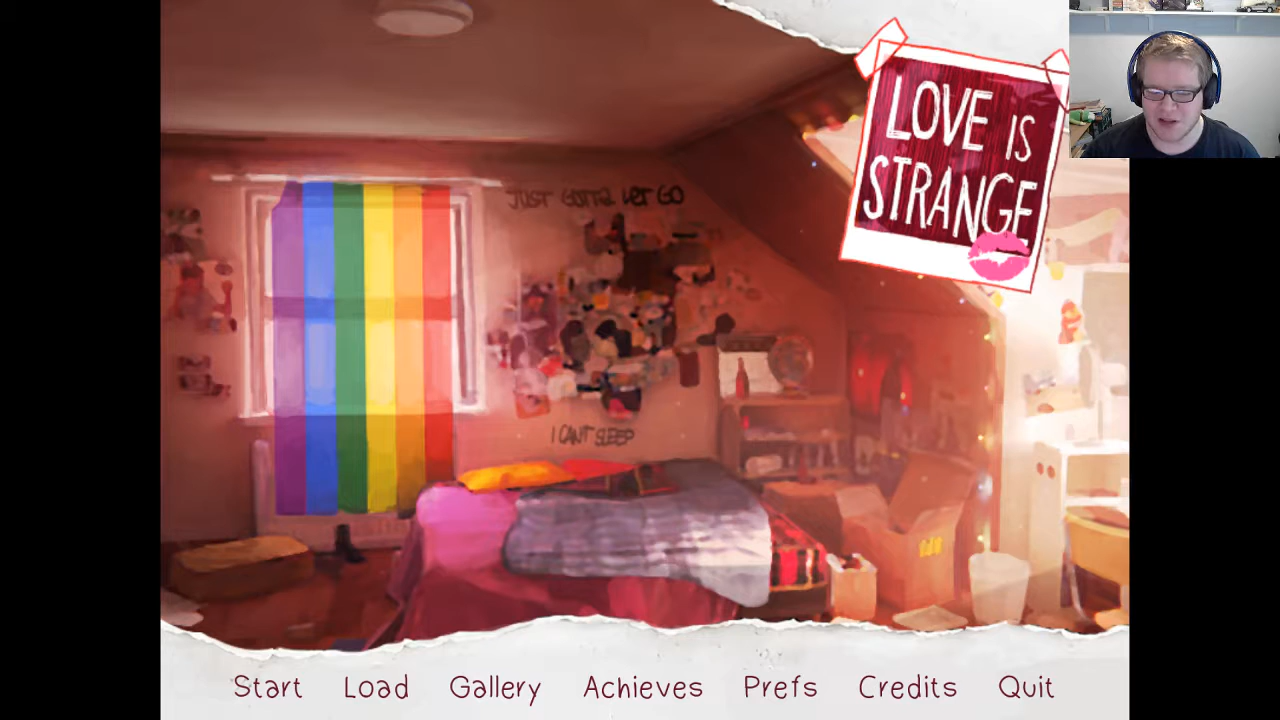 LOVE IS
STRANGE
JUST GOTTA LET GO
I CAN'T SLEEP
Start Load Gallery Achieves Prefs Credits Quit